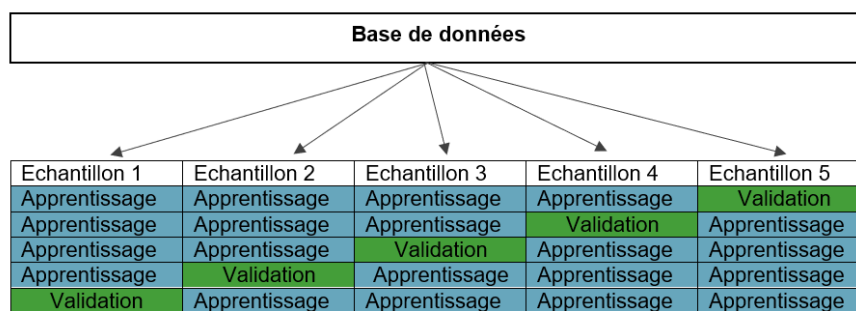 Base de données
Echantillon 1 Echantillon 2 Echantillon 3 Echantillon 4 Echantillon 5
Apprentissage Apprentissage Apprentissage Apprentissage Validation
Apprentissage Apprentissage Apprentissage Validation Apprentissage
Apprentissage Apprentissage Validation Apprentissage Apprentissage
Apprentissage Validation Apprentissage Apprentissage Apprentissage
Validation Apprentissage Apprentissage Apprentissage Apprentissage